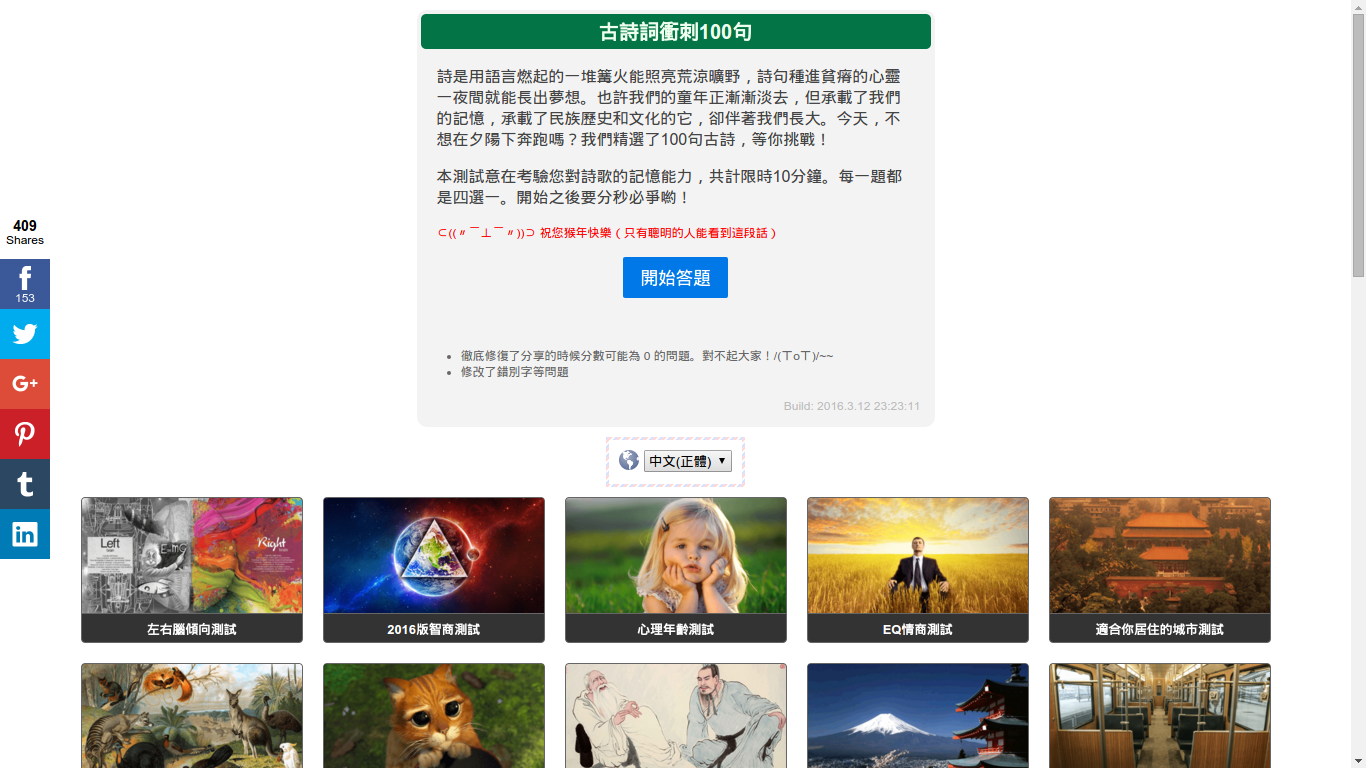 古詩詞衝刺100句
詩是用語言燃起的一堆篝火能照亮荒涼曠野，詩句種進貧瘠的心靈
一夜間就能長出夢想。也許我們的童年正漸漸淡去，但承載了我們
的記憶，承載了民族歷史和文化的它，卻伴著我們長大。今天，不
想在夕陽下奔跑嗎？我們精選了100句古詩，等你挑戰！
本測試意在考驗您對詩歌的記憶能力，共計限時10分鐘。每一題都
是四選一。開始之後要分秒必爭喲！
⊂((〃￣⊥￣〃))⊃ 祝您猴年快樂（只有聰明的人能看到這段話）
開始答題
徹底修復了分享的時候分數可能為 0 的問題。對不起大家！/(ㄒoㄒ)/~~
修改了錯別字等問題
Build: 2016.3.12 23:23:11
409
Shares
153
中文(正體)
Left
Right
左右腦傾向測試
2016版智商測試
心理年齡測試
EQ情商測試
適合你居住的城市測試